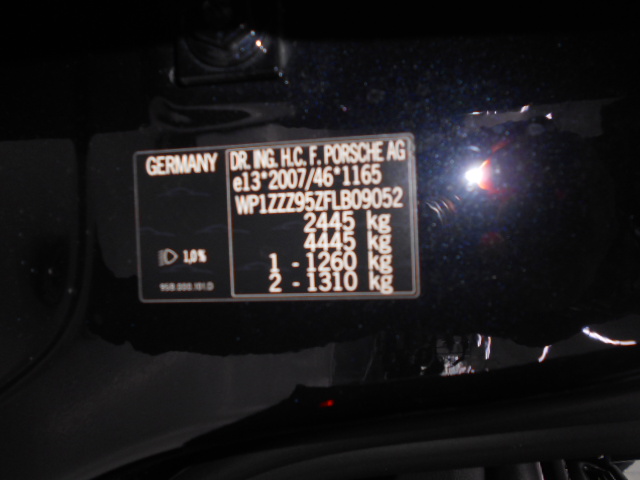 GERMANY
DR. ING. H.C. F. PORSCHE AG
e13*2007/46*1165
WP1ZZZ95ZFLB09052
2445 kg
4445 kg
1 - 1260 kg
2 - 1310 kg
1,0%
95B.000.181.D